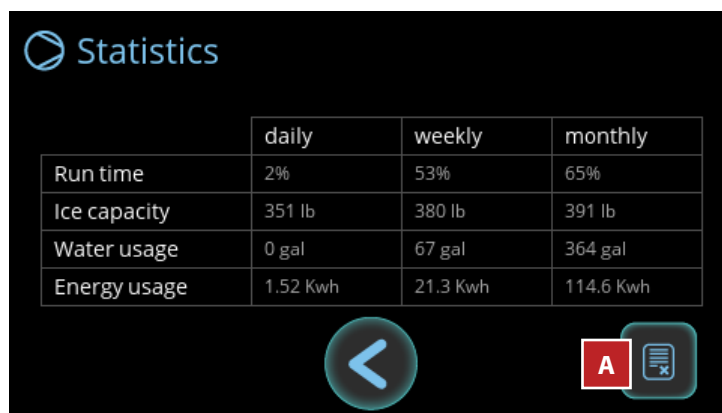 Statistics
daily weekly monthly
Run time 2% 53% 65%
Ice capacity 351 lb 380 lb 391 lb
Water usage 0 gal 67 gal 364 gal
Energy usage 1.52 Kwh 21.3 Kwh 114.6 Kwh
A